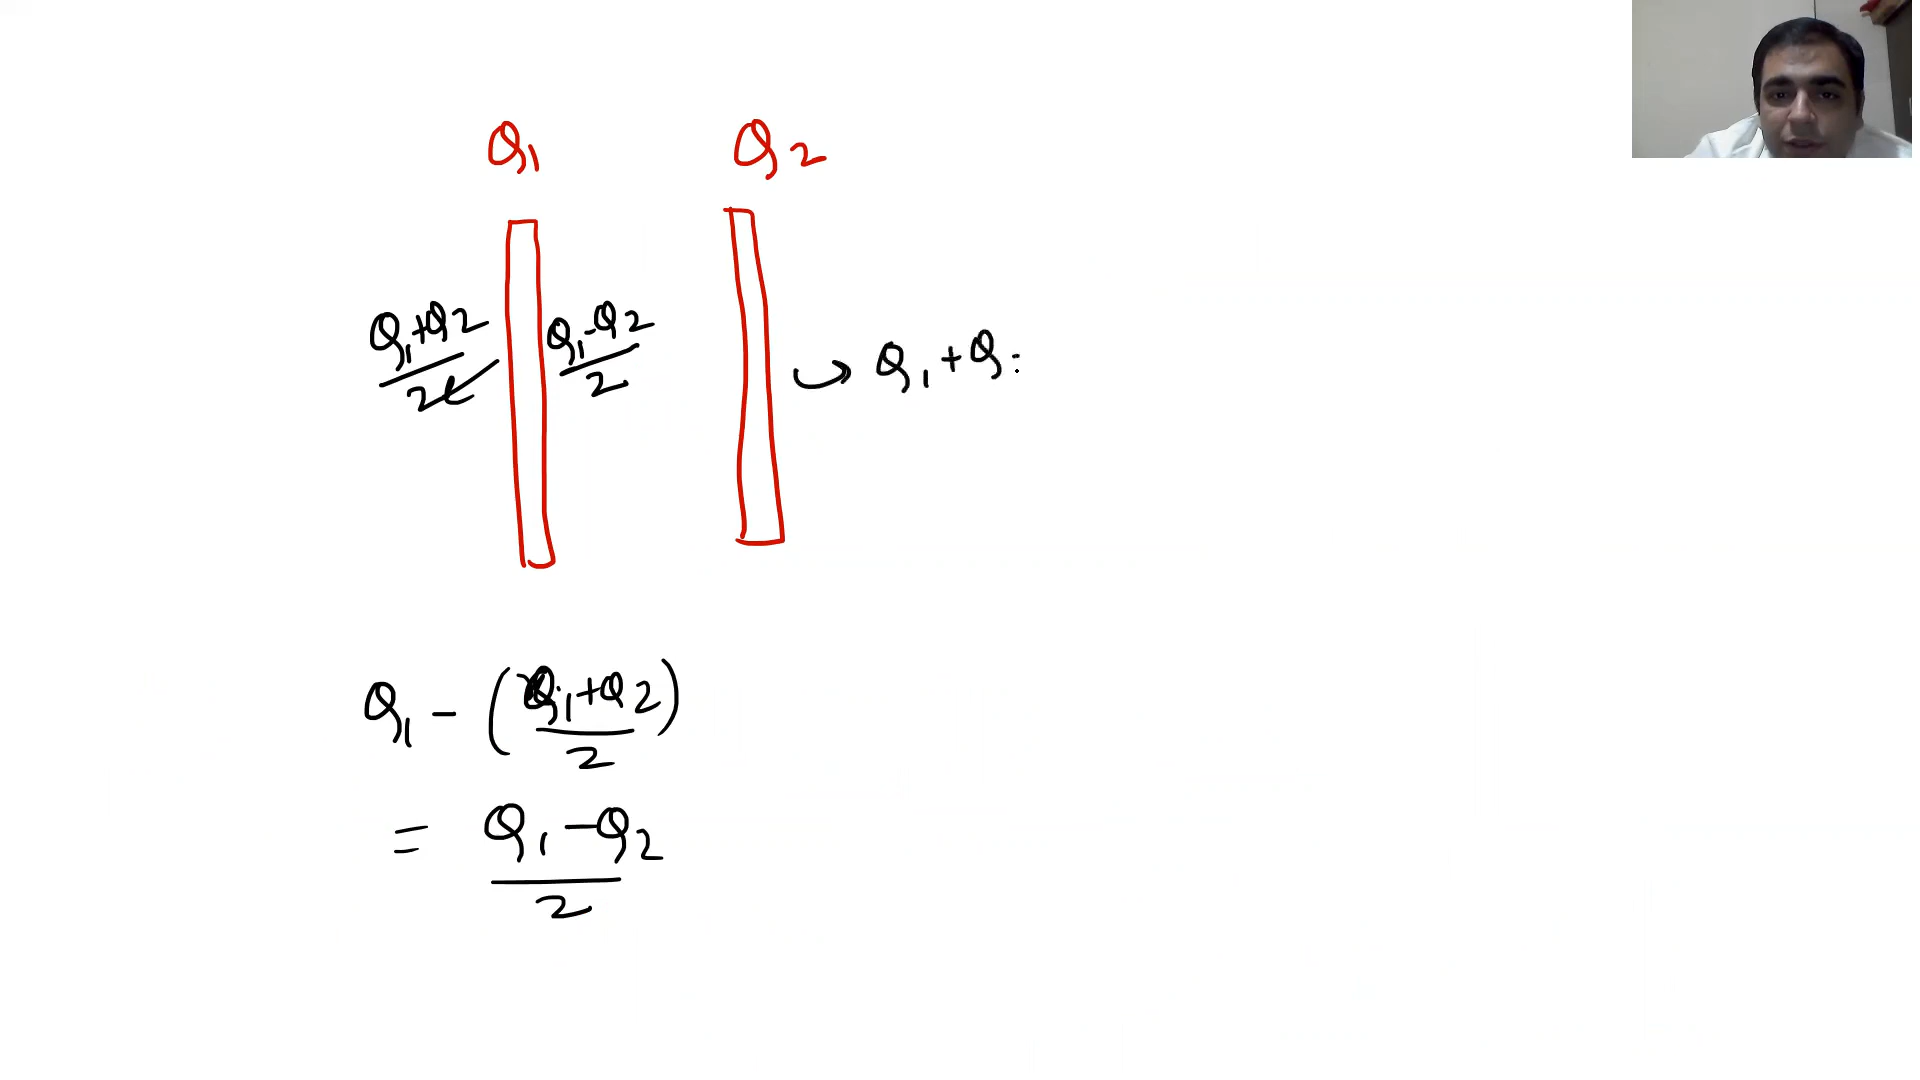 Q1 Q2
Q1+Q2/2 Q1-Q2/2
Q1+Q
Q1 - (Q1+Q2/2)
= Q1-Q2/2